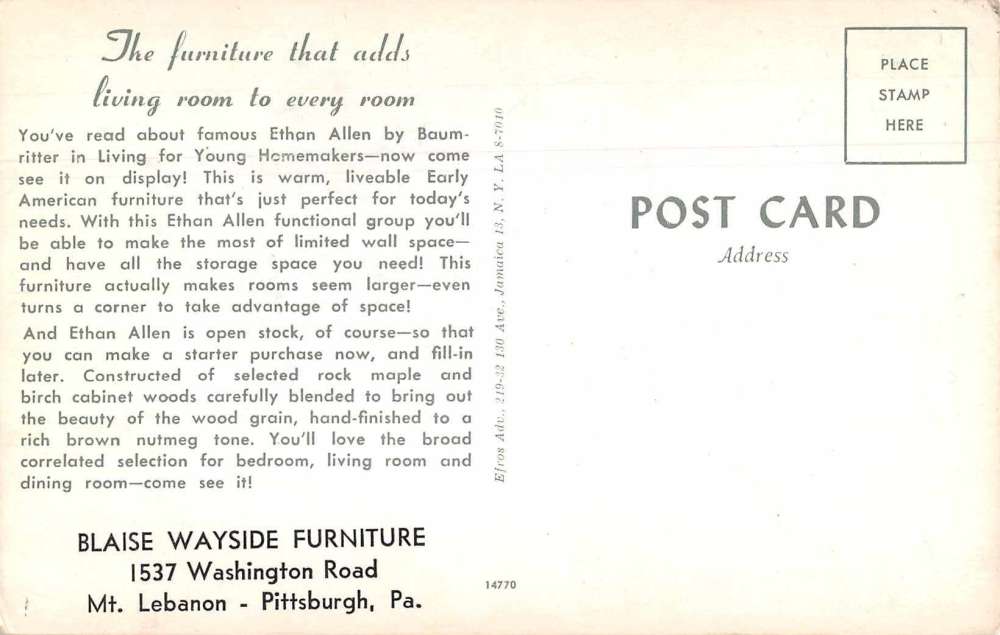 The furniture that adds
living room to every room
You've read about famous Ethan Allen by Baum-
ritter in Living for Young Homemakers—now come
see it on display! This is warm, liveable Early
American furniture that's just perfect for today's
needs. With this Ethan Allen functional group you'll
be able to make the most of limited wall space—
and have all the storage space you need! This
furniture actually makes rooms seem larger—even
turns a corner to take advantage of space!
And Ethan Allen is open stock, of course—so that
you can make a starter purchase now, and fill-in
later. Constructed of selected rock maple and
birch cabinet woods carefully blended to bring out
the beauty of the wood grain, hand-finished to a
rich brown nutmeg tone. You'll love the broad
correlated selection for bedroom, living room and
dining room—come see it!
BLAISE WAYSIDE FURNITURE
1537 Washington Road
Mt. Lebanon - Pittsburgh, Pa.
Efros Adv., 219-32 130 Ave., Jamaica 13, N. Y. LA 8-7010
14770
PLACE
STAMP
HERE
POST CARD
Address